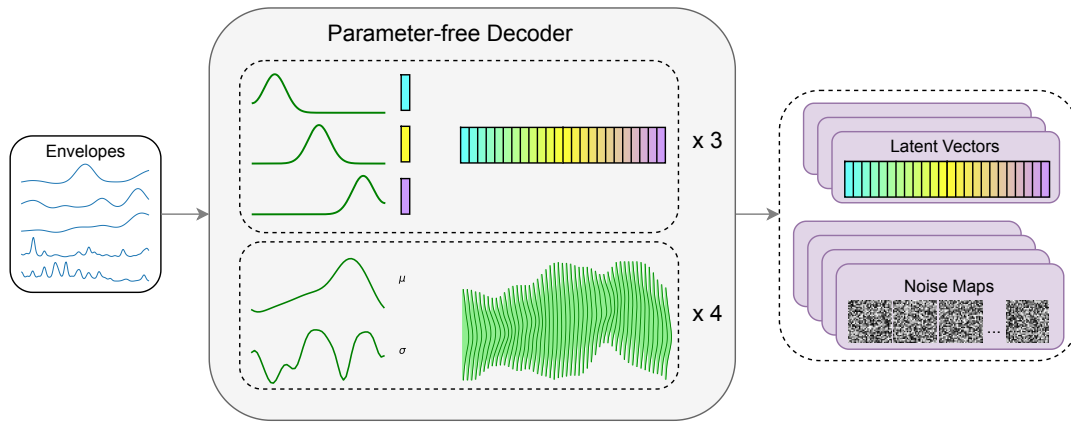 Parameter-free Decoder
Envelopes
x 3
μ
σ
x 4
Latent Vectors
Noise Maps
...